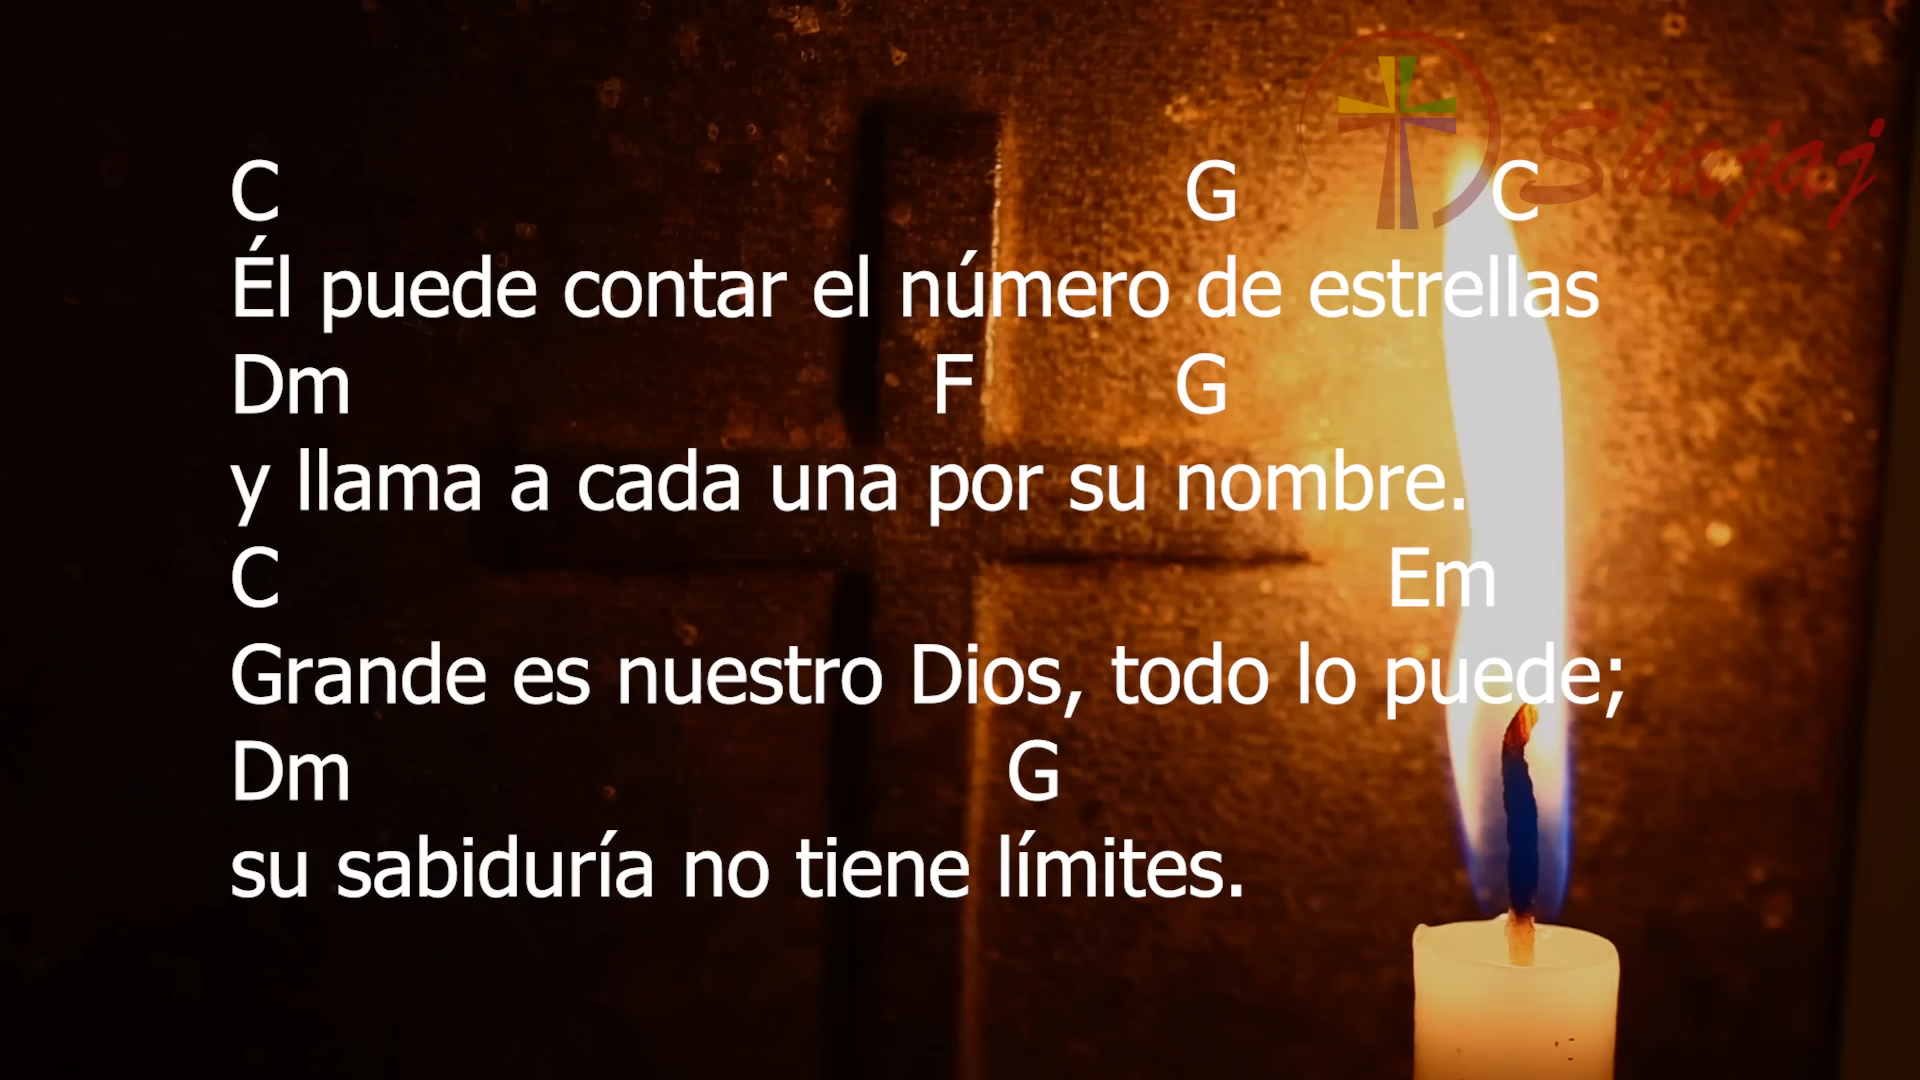 Shajaj
C G C
Él puede contar el número de estrellas
Dm F G
y llama a cada una por su nombre.
C Em
Grande es nuestro Dios, todo lo puede;
Dm G
su sabiduría no tiene límites.